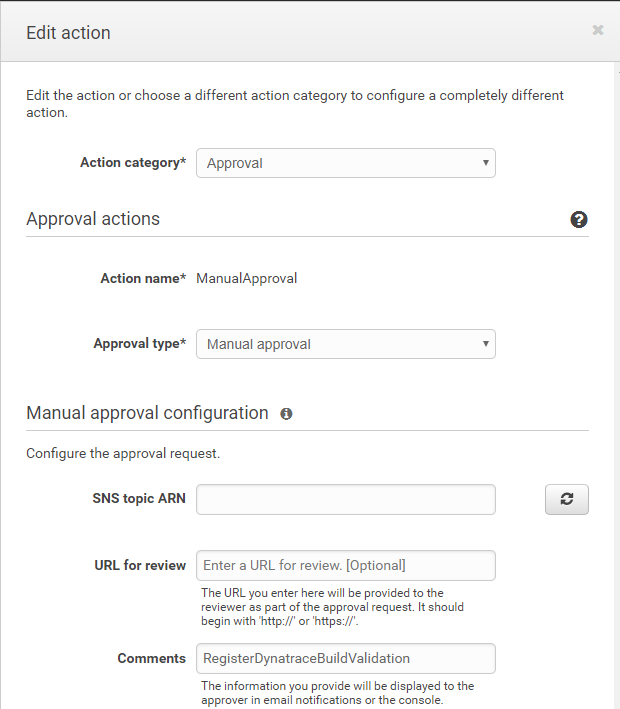 Edit action
Edit the action or choose a different action category to configure a completely different
action.
Action category* Approval
Approval actions
Action name* ManualApproval
Approval type* Manual approval
Manual approval configuration
Configure the approval request.
SNS topic ARN
URL for review Enter a URL for review. [Optional]
The URL you enter here will be provided to the
reviewer as part of the approval request. It should
begin with 'http://' or 'https://'.
Comments RegisterDynatraceBuildValidation
The information you provide will be displayed to the
approver in email notifications or the console.